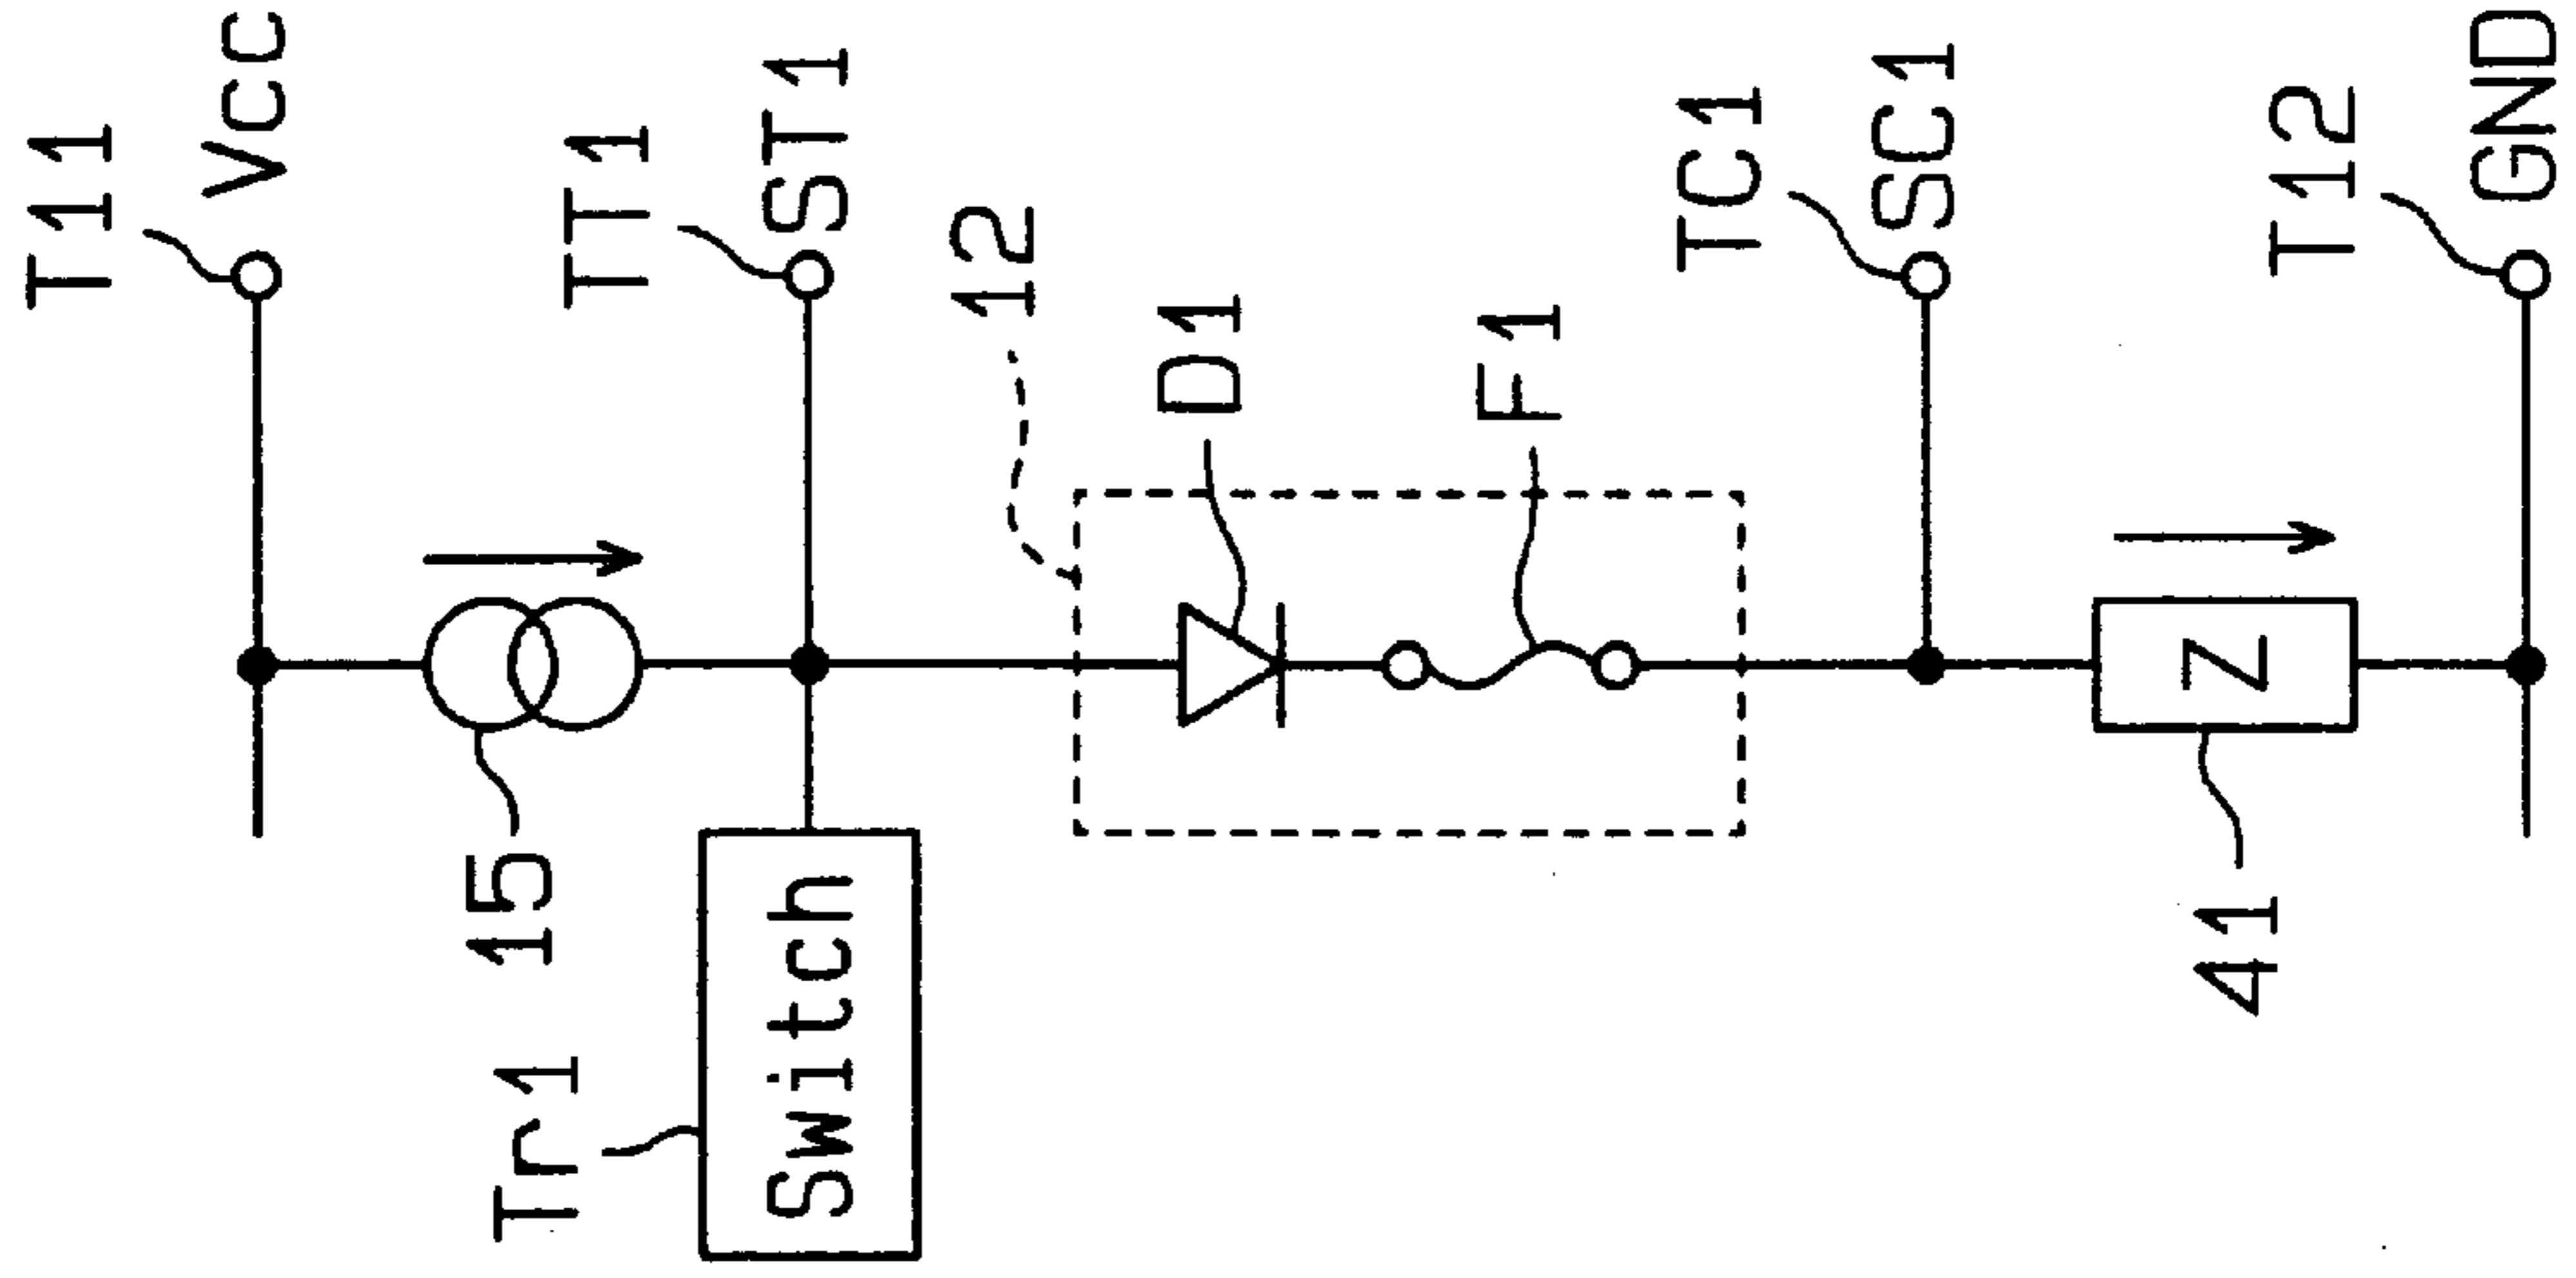 T11
Vcc
15
TT1
ST1
Tr1
Switch
12
D1
F1
TC1
SC1
Z
41
T12
GND